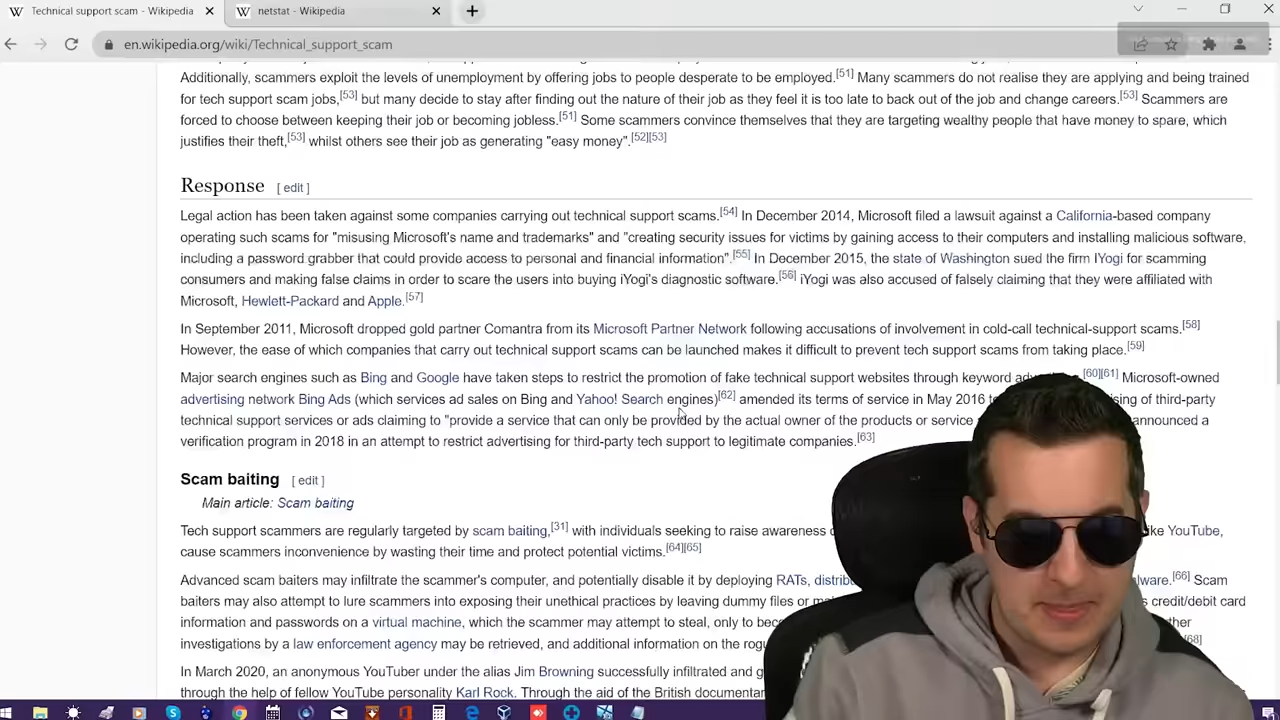 Technical support scam - Wikipedia
netstat - Wikipedia
en.wikipedia.org/wiki/Technical_support_scam
Additionally, scammers exploit the levels of unemployment by offering jobs to people desperate to be employed.[51] Many scammers do not realise they are applying and being trained
for tech support scam jobs,[53] but many decide to stay after finding out the nature of their job as they feel it is too late to back out of the job and change careers.[53] Scammers are
forced to choose between keeping their job or becoming jobless.[51] Some scammers convince themselves that they are targeting wealthy people that have money to spare, which
justifies their theft,[53] whilst others see their job as generating "easy money".[52][53]
Response [ edit ]
Legal action has been taken against some companies carrying out technical support scams.[54] In December 2014, Microsoft filed a lawsuit against a California-based company
operating such scams for "misusing Microsoft's name and trademarks" and "creating security issues for victims by gaining access to their computers and installing malicious software,
including a password grabber that could provide access to personal and financial information".[55] In December 2015, the state of Washington sued the firm IYogi for scamming
consumers and making false claims in order to scare the users into buying iYogi's diagnostic software.[56] iYogi was also accused of falsely claiming that they were affiliated with
Microsoft, Hewlett-Packard and Apple.[57]
In September 2011, Microsoft dropped gold partner Comantra from its Microsoft Partner Network following accusations of involvement in cold-call technical-support scams.[58]
However, the ease of which companies that carry out technical support scams can be launched makes it difficult to prevent tech support scams from taking place.[59]
Major search engines such as Bing and Google have taken steps to restrict the promotion of fake technical support websites through keyword [60][61] Microsoft-owned
advertising network Bing Ads (which services ad sales on Bing and Yahoo! Search engines)[62] amended its terms of service in May 2016 of third-party
technical support services or ads claiming to "provide a service that can only be provided by the actual owner of the products or service announced a
verification program in 2018 in an attempt to restrict advertising for third-party tech support to legitimate companies.[63]
Scam baiting [ edit ]
Main article: Scam baiting
Tech support scammers are regularly targeted by scam baiting,[31] with individuals seeking to raise awareness like YouTube,
cause scammers inconvenience by wasting their time and protect potential victims.[64][65]
Advanced scam baiters may infiltrate the scammer's computer, and potentially disable it by deploying RATs, [66] Scam
baiters may also attempt to lure scammers into exposing their unethical practices by leaving dummy files or credit/debit card
information and passwords on a virtual machine, which the scammer may attempt to steal, only to
investigations by a law enforcement agency may be retrieved, and additional information on the [68]
In March 2020, an anonymous YouTuber under the alias Jim Browning successfully infiltrated and
through the help of fellow YouTube personality Karl Rock. Through the aid of the British